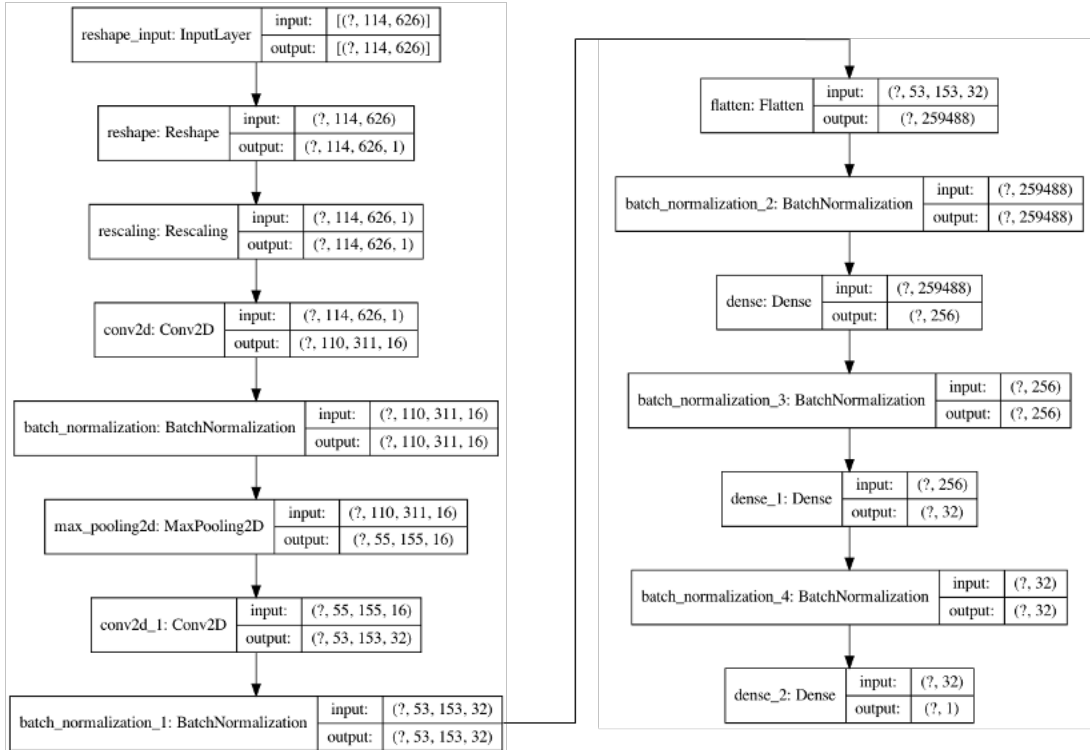 reshape_input: InputLayer input: [(?, 114, 626)]
output: [(?, 114, 626)]
reshape: Reshape input: (?, 114, 626)
output: (?, 114, 626, 1)
rescaling: Rescaling input: (?, 114, 626, 1)
output: (?, 114, 626, 1)
conv2d: Conv2D input: (?, 114, 626, 1)
output: (?, 110, 311, 16)
batch_normalization: BatchNormalization input: (?, 110, 311, 16)
output: (?, 110, 311, 16)
max_pooling2d: MaxPooling2D input: (?, 110, 311, 16)
output: (?, 55, 155, 16)
conv2d_1: Conv2D input: (?, 55, 155, 16)
output: (?, 53, 153, 32)
batch_normalization_1: BatchNormalization input: (?, 53, 153, 32)
output: (?, 53, 153, 32)
flatten: Flatten input: (?, 53, 153, 32)
output: (?, 259488)
batch_normalization_2: BatchNormalization input: (?, 259488)
output: (?, 259488)
dense: Dense input: (?, 259488)
output: (?, 256)
batch_normalization_3: BatchNormalization input: (?, 256)
output: (?, 256)
dense_1: Dense input: (?, 256)
output: (?, 32)
batch_normalization_4: BatchNormalization input: (?, 32)
output: (?, 32)
dense_2: Dense input: (?, 32)
output: (?, 1)